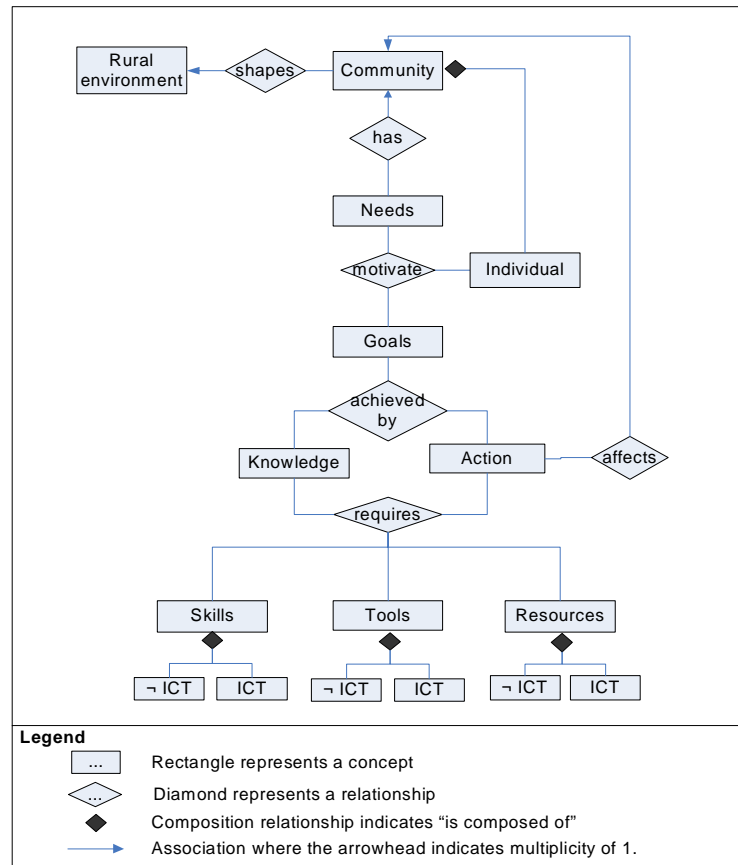 Rural
environment
shapes
Community
has
Needs
motivate
Individual
Goals
achieved
by
Knowledge
Action
affects
requires
Skills
Tools
Resources
¬ ICT
ICT
¬ ICT
ICT
¬ ICT
ICT
Legend
...
Rectangle represents a concept
...
Diamond represents a relationship
Composition relationship indicates “is composed of”
Association where the arrowhead indicates multiplicity of 1.